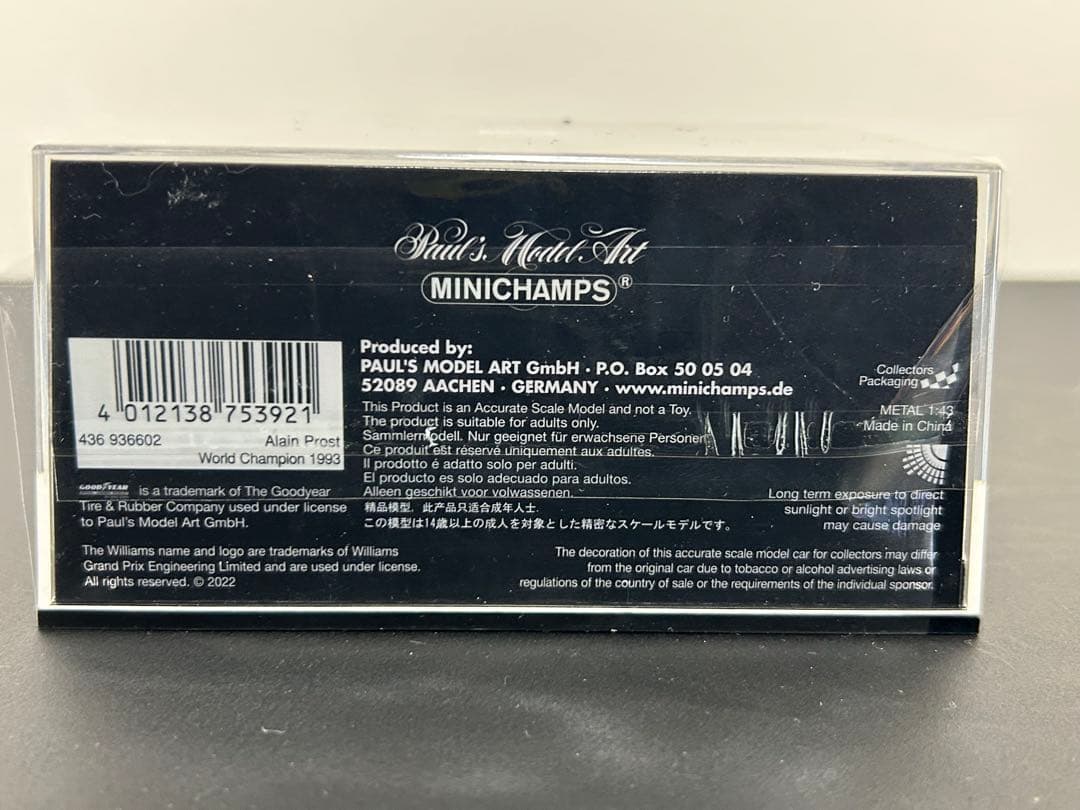 Paul's Model Art
MINICHAMPS®
4 012138 753921
436 936602
Alain Prost
World Champion 1993
Produced by:
PAUL'S MODEL ART GmbH · P.O. Box 50 05 04
52089 AACHEN · GERMANY · www.minichamps.de
This Product is an Accurate Scale Model and not a Toy.
The product is suitable for adults only.
Sammlermodell. Nur geeignet für erwachsene Personen
Ce produit est réservé uniquement aux adultes.
Il prodotto é adatto solo per adulti.
El producto es solo adecuado para adultos.
Alleen geschikt voor volwassenen.
精品模型. 此产品只适合成年人士.
この模型は14歳以上の成人を対象とした精密なスケールモデルです。
Collectors
Packaging
METAL 1:43
Made in China
Long term exposure to direct
sunlight or bright spotlight
may cause damage
GOODYEAR is a trademark of The Goodyear
Tire & Rubber Company used under license
to Paul's Model Art GmbH.
The Williams name and logo are trademarks of Williams
Grand Prix Engineering Limited and are used under license.
All rights reserved. © 2022
The decoration of this accurate scale model car for collectors may differ
from the original car due to tobacco or alcohol advertising laws or
regulations of the country of sale or the requirements of the individual sponsor.